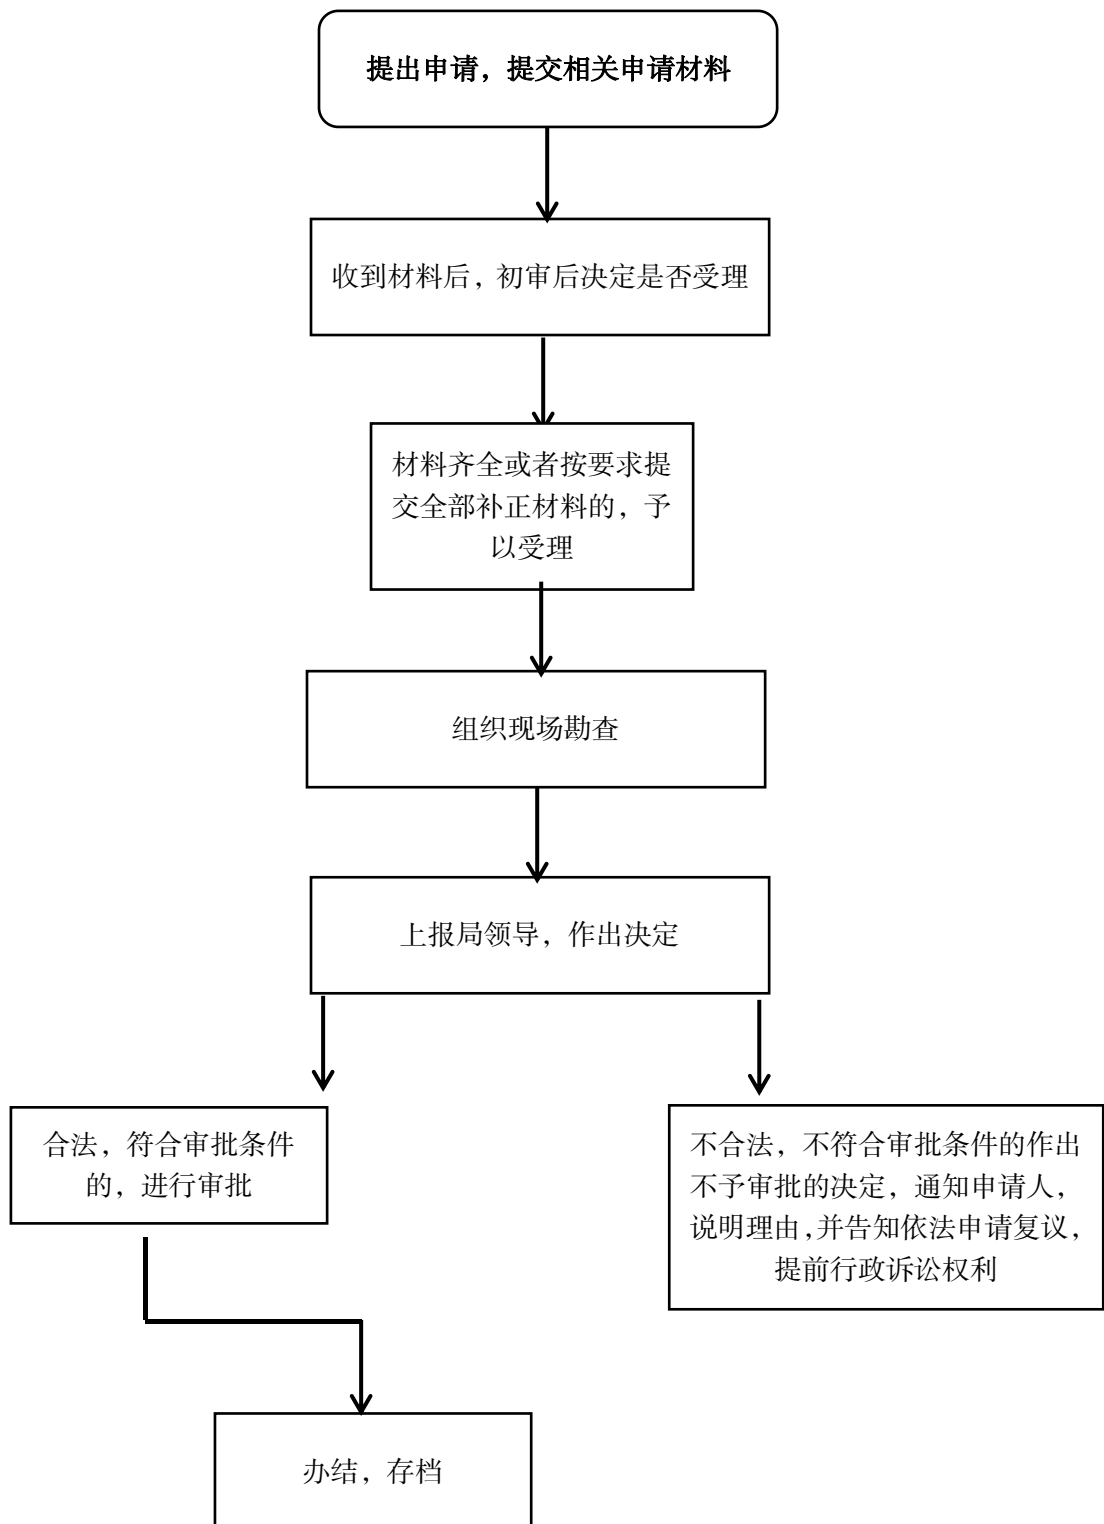 提出申请，提交相关申请材料
收到材料后，初审后决定是否受理
材料齐全或者按要求提
交全部补正材料的，予
以受理
组织现场勘查
上报局领导，作出决定
合法，符合审批条件
的，进行审批
不合法，不符合审批条件的作出
不予审批的决定，通知申请人，
说明理由，并告知依法申请复议，
提前行政诉讼权利
办结，存档